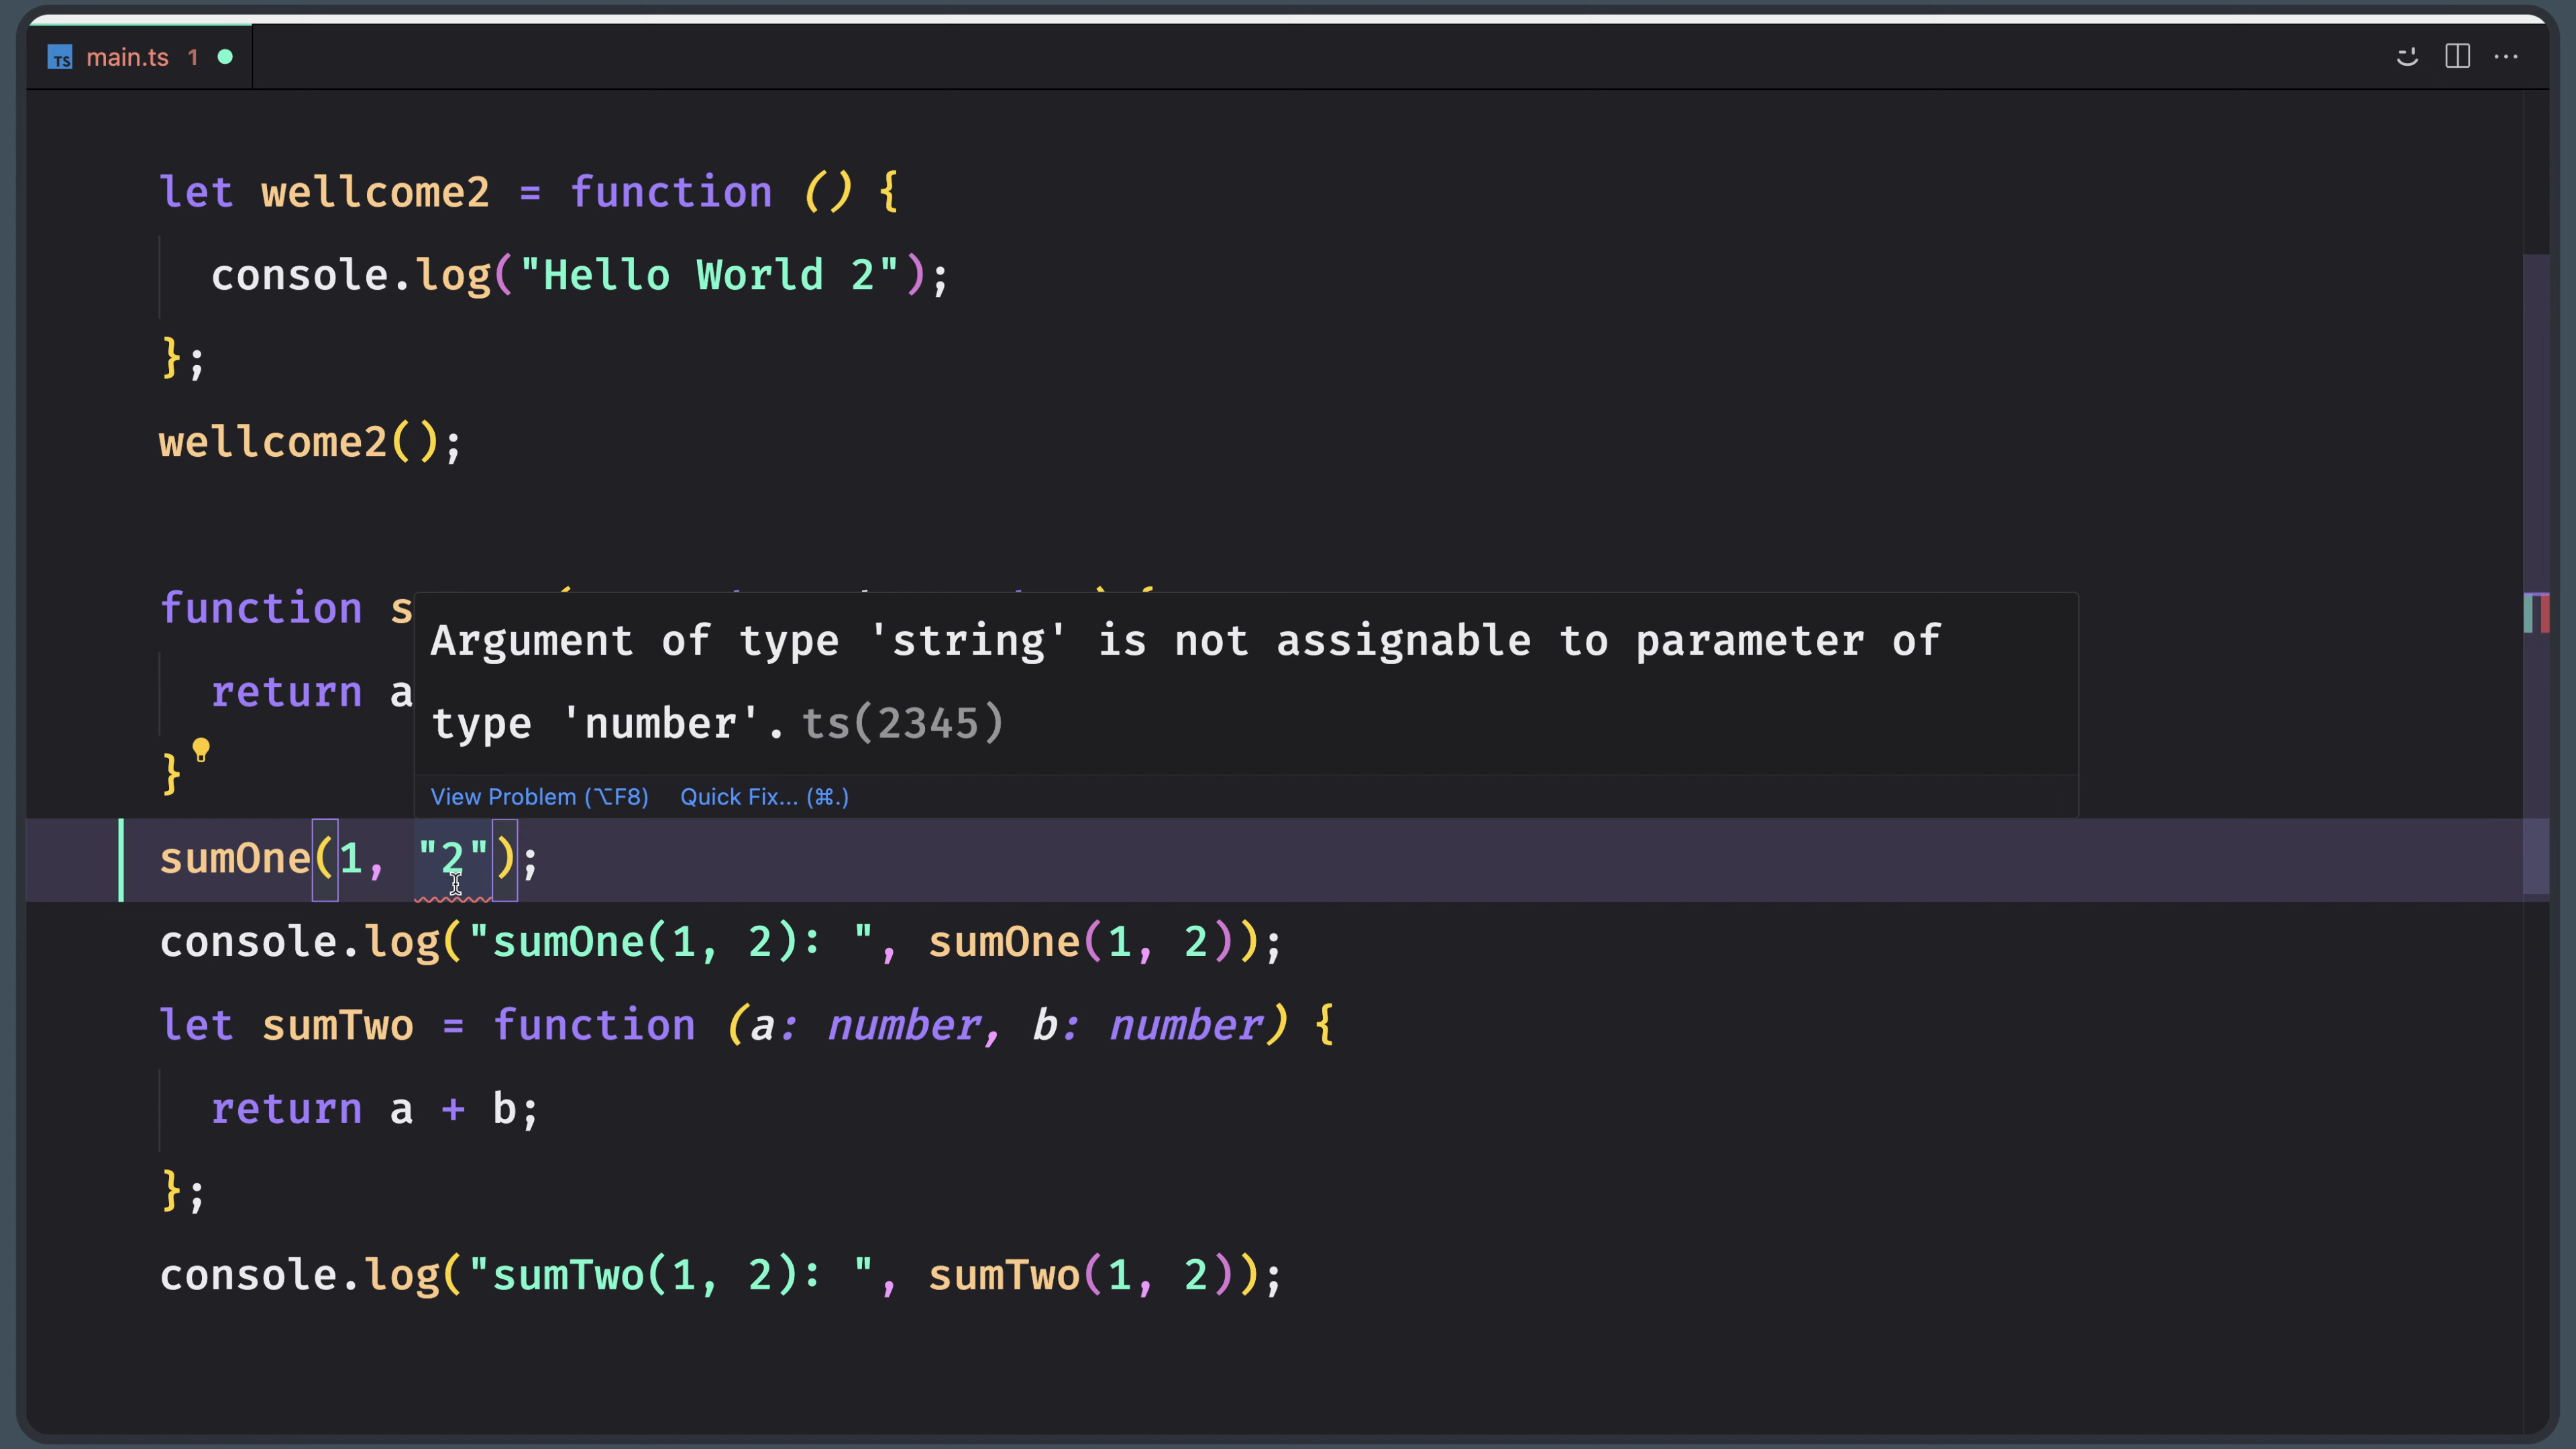 TS main.ts 1
let wellcome2 = function () {
console.log("Hello World 2");
};
wellcome2();
function s
return a
}
Argument of type 'string' is not assignable to parameter of
type 'number'. ts(2345)
View Problem (⌥F8) Quick Fix... (⌘.)
sumOne(1, "2");
console.log("sumOne(1, 2): ", sumOne(1, 2));
let sumTwo = function (a: number, b: number) {
return a + b;
};
console.log("sumTwo(1, 2): ", sumTwo(1, 2));